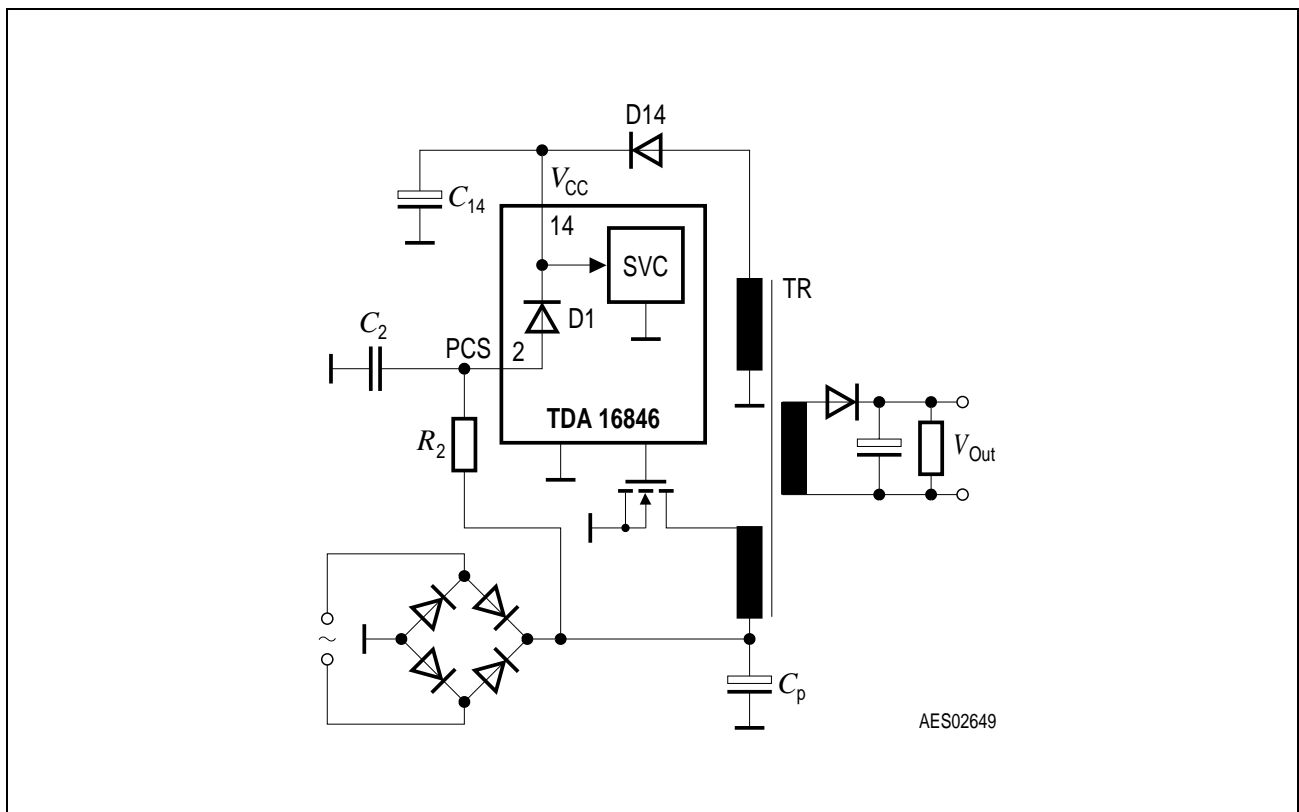 D14
V_CC
C_14
14
SVC
TR
D1
C_2
PCS
2
TDA 16846
R_2
V_Out
~
C_p
AES02649